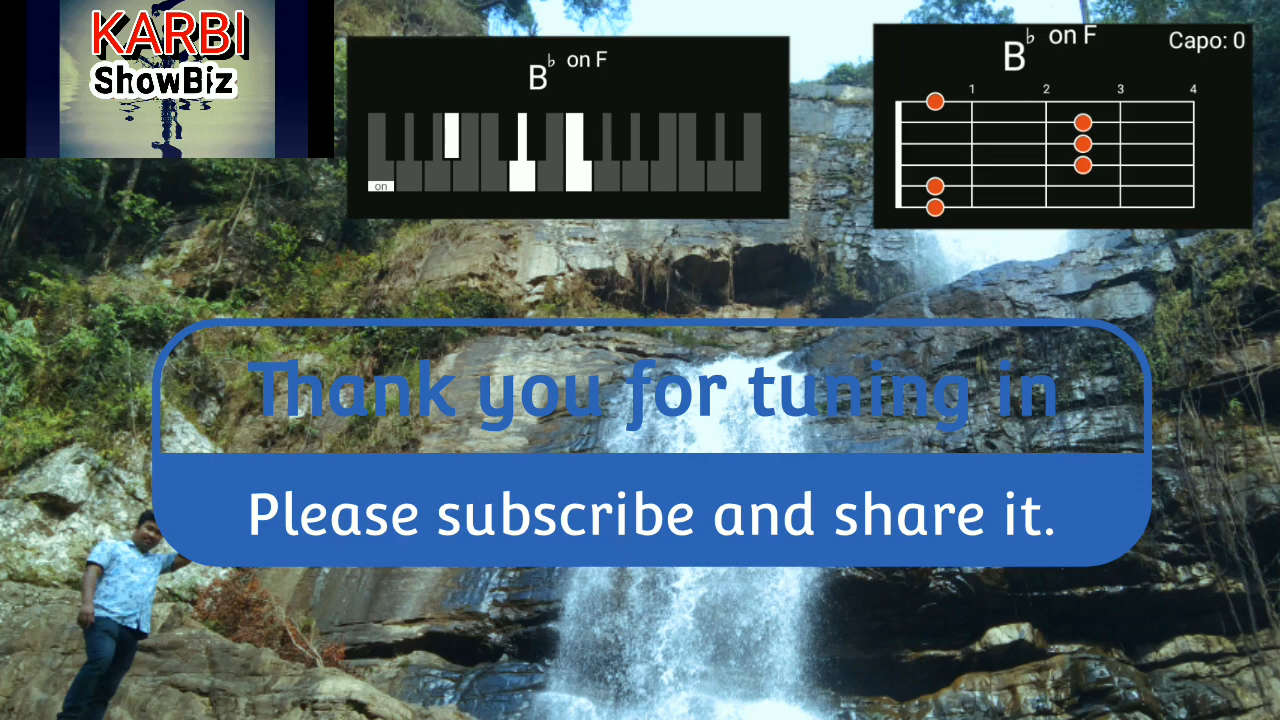 KARBI
ShowBiz
B♭ on F
on
B♭ on F
Capo: 0
1 2 3 4
Thank you for tuning in
Please subscribe and share it.